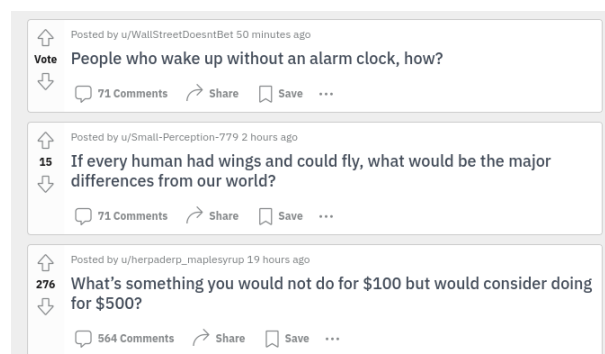 Posted by u/WallStreetDoesntBet 50 minutes ago
Vote
People who wake up without an alarm clock, how?
71 Comments Share Save ...
Posted by u/Small-Perception-779 2 hours ago
15
If every human had wings and could fly, what would be the major
differences from our world?
71 Comments Share Save ...
Posted by u/herpaderp_maplesyrup 19 hours ago
276
What’s something you would not do for $100 but would consider doing
for $500?
564 Comments Share Save ...